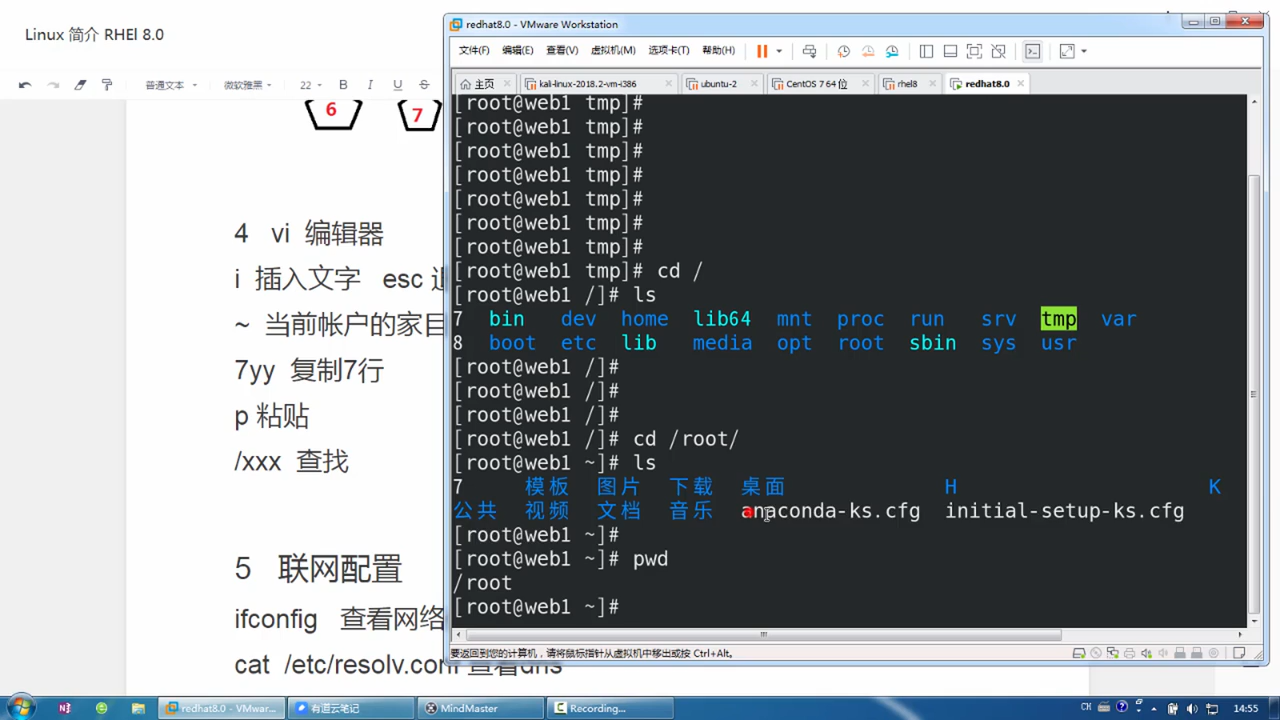 Linux 简介 RHEl 8.0
普通文本
微软雅黑
22
B I U S
6
7
4 vi 编辑器
i 插入文字 esc
~ 当前帐户的家目
7yy 复制7行
p 粘贴
/xxx 查找
5 联网配置
ifconfig 查看网络
cat /etc/resolv.conf 查看dns
redhat8.0 - VMware Workstation
文件(F) 编辑(E) 查看(V) 虚拟机(M) 选项卡(T) 帮助(H)
主页 kali-linux-2018.2-vm-i386 ubuntu-2 CentOS 7 64 位 rhel8 redhat8.0
[root@web1 tmp]#
[root@web1 tmp]#
[root@web1 tmp]#
[root@web1 tmp]#
[root@web1 tmp]#
[root@web1 tmp]#
[root@web1 tmp]#
[root@web1 tmp]# cd /
[root@web1 /]# ls
7 bin dev home lib64 mnt proc run srv tmp var
8 boot etc lib media opt root sbin sys usr
[root@web1 /]#
[root@web1 /]#
[root@web1 /]#
[root@web1 /]# cd /root/
[root@web1 ~]# ls
7 模板 图片 下载 桌面 H K
公共 视频 文档 音乐 anaconda-ks.cfg initial-setup-ks.cfg
[root@web1 ~]#
[root@web1 ~]# pwd
/root
[root@web1 ~]#
要返回到您的计算机，请将鼠标指针从虚拟机中移出或按 Ctrl+Alt。
redhat8.0 - VMwar... 有道云笔记 MindMaster Recording...
CH 14:55